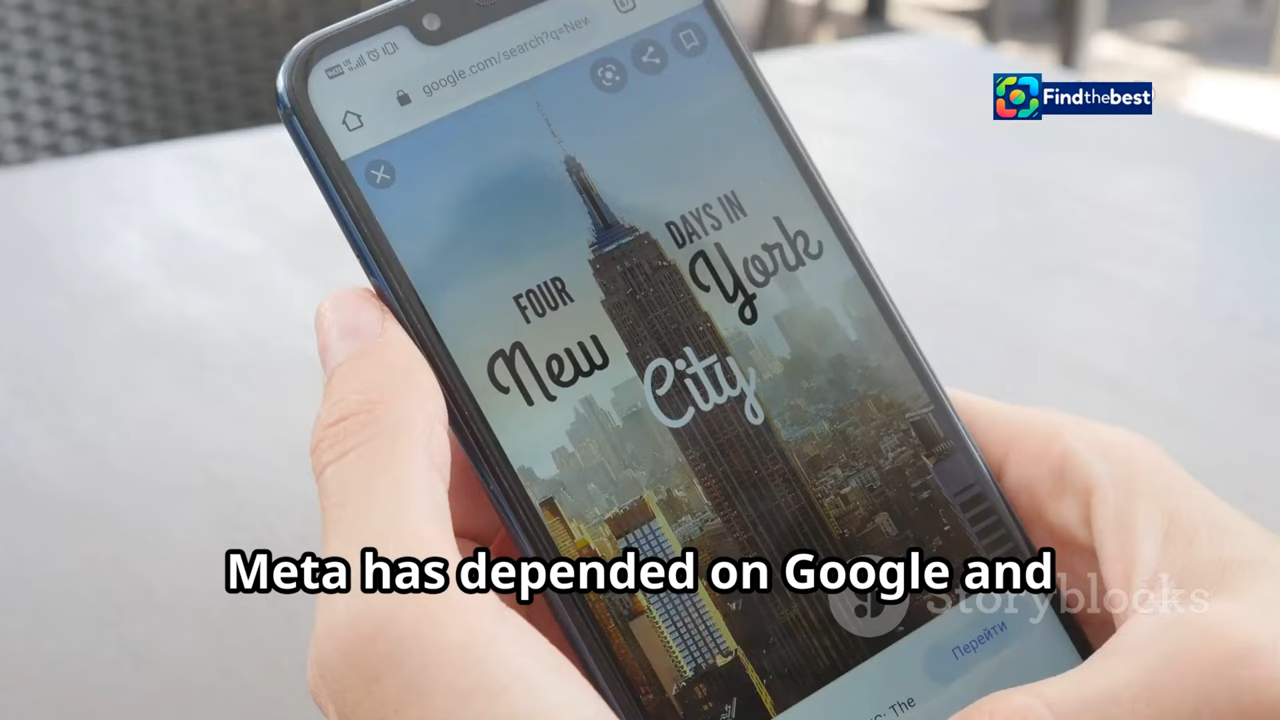 google.com/search?q=New
Findthebest
FOUR
DAYS IN
New
York
City
Meta has depended on Google and
Storyblocks
Перейти
The